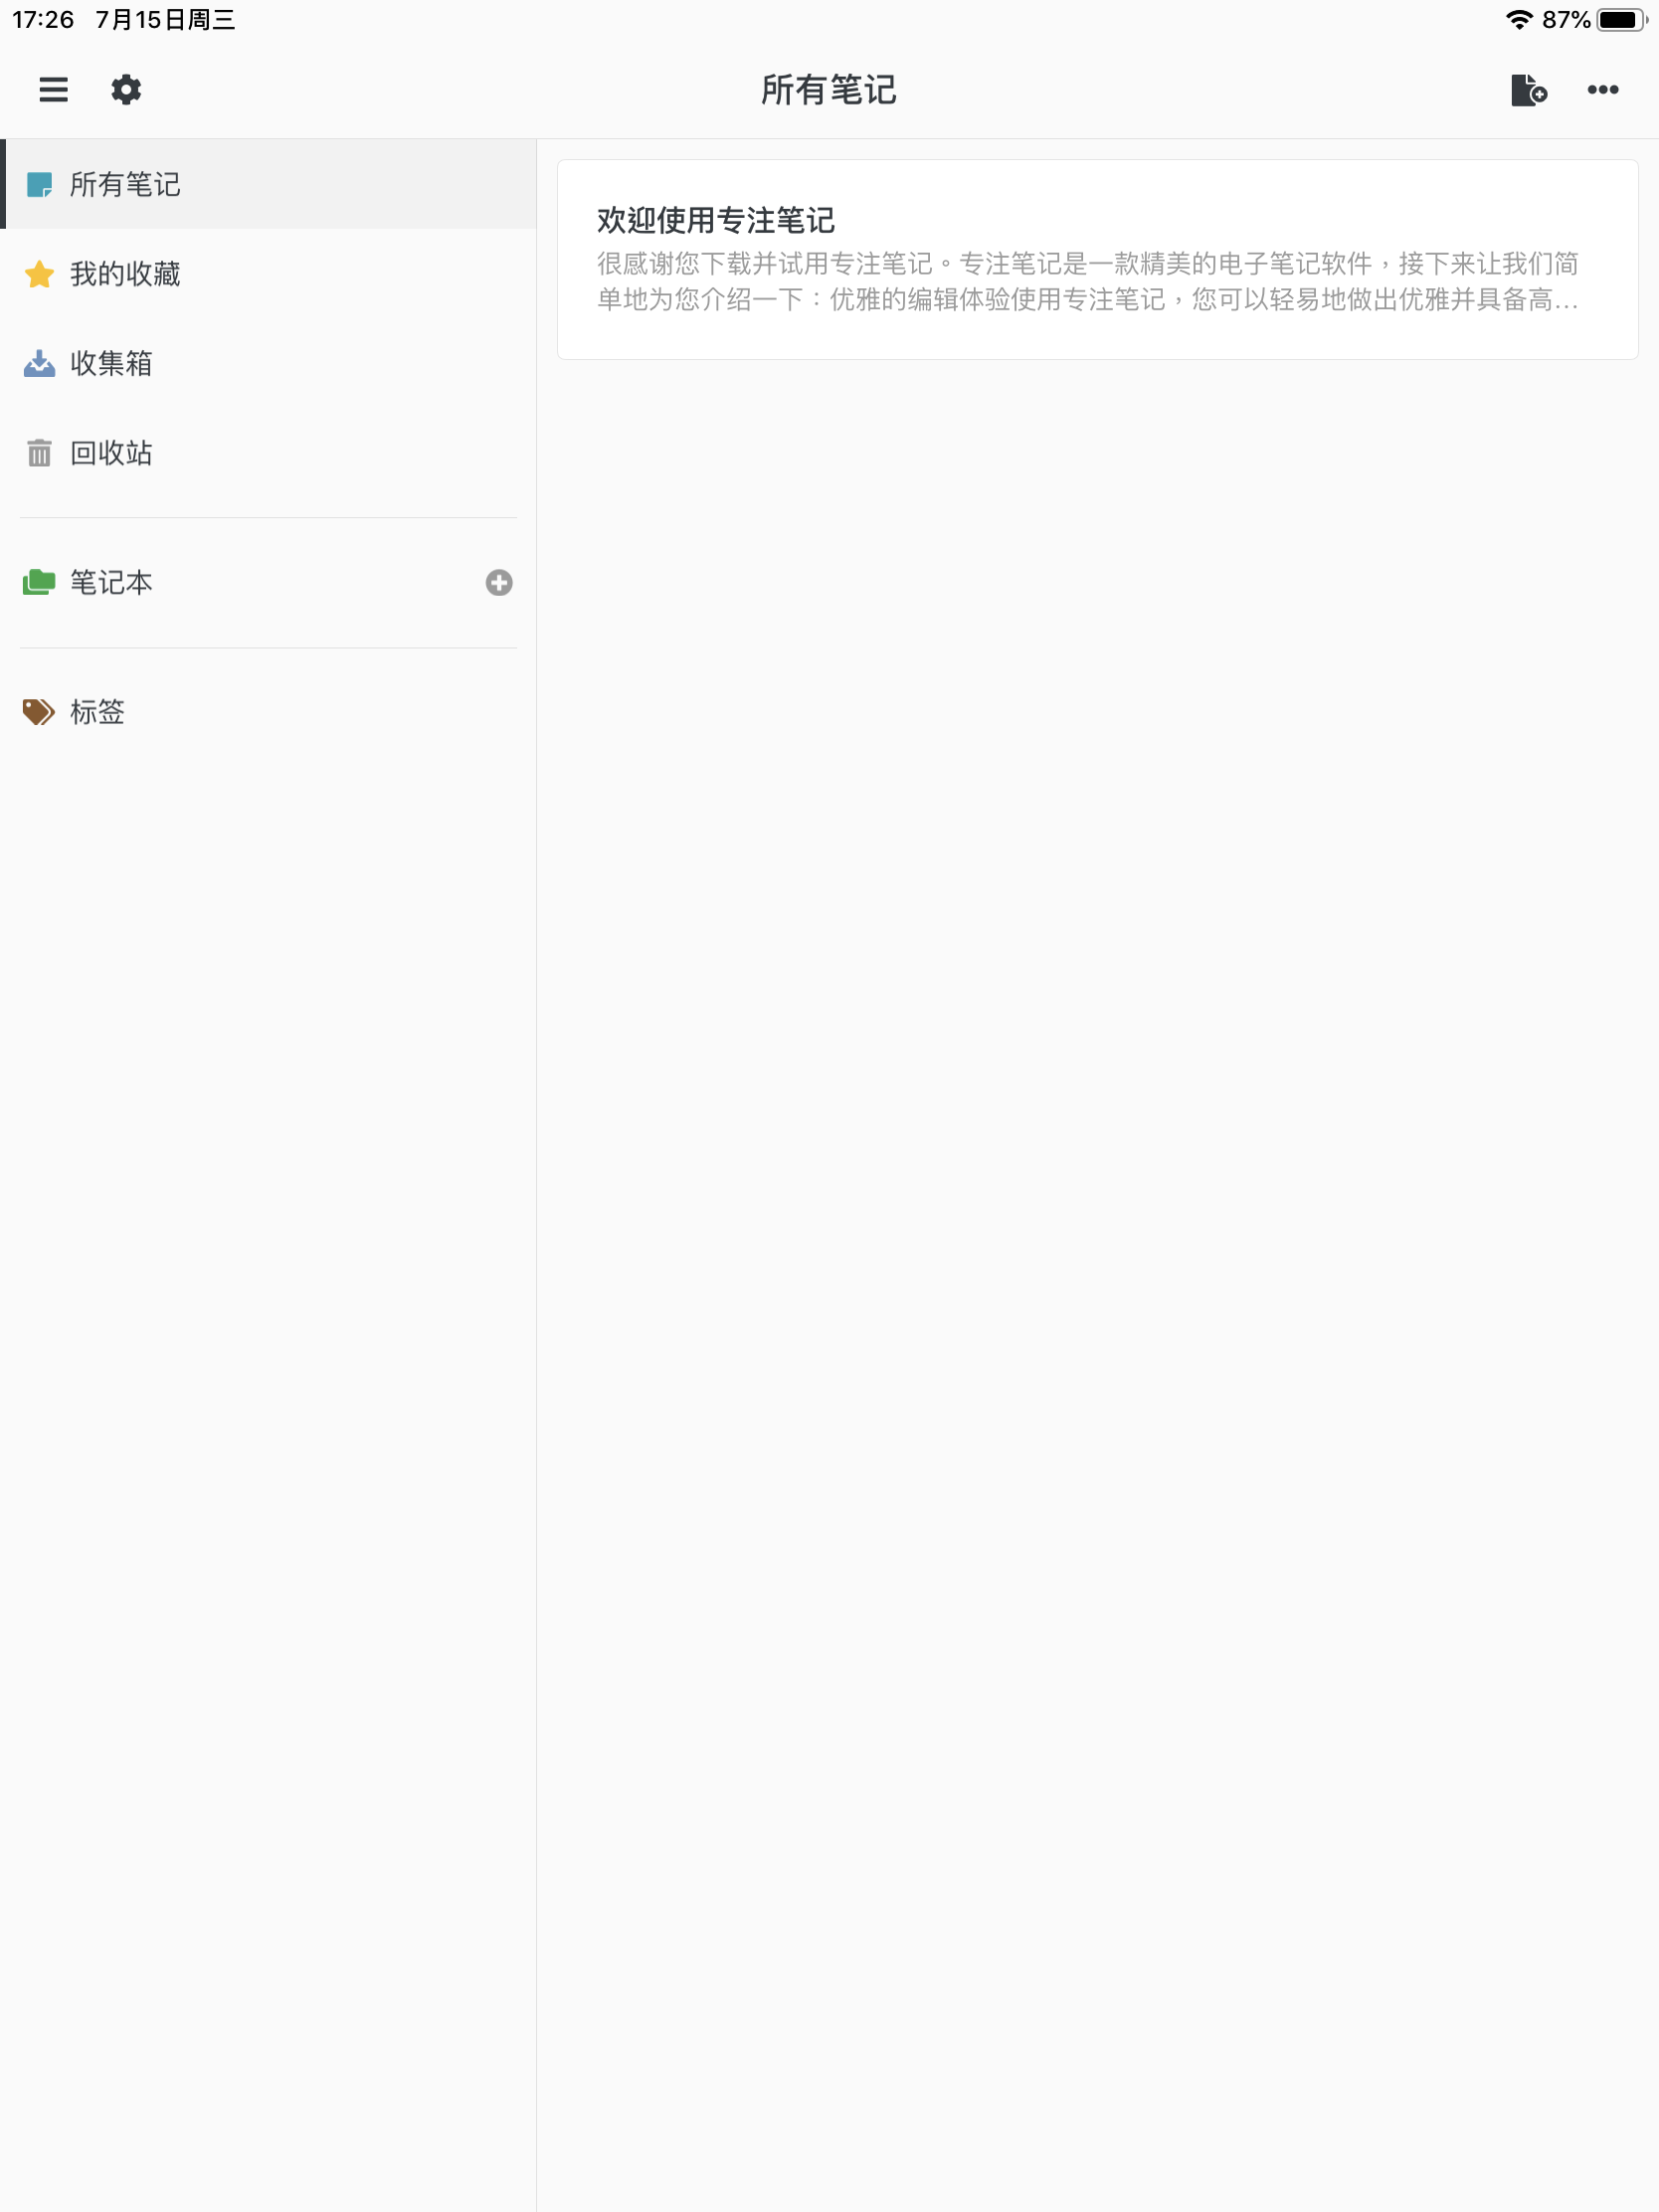 17:26 7月15日周三
87%
所有笔记
所有笔记
我的收藏
收集箱
回收站
笔记本
标签
欢迎使用专注笔记
很感谢您下载并试用专注笔记。专注笔记是一款精美的电子笔记软件，接下来让我们简
单地为您介绍一下：优雅的编辑体验使用专注笔记，您可以轻易地做出优雅并具备高…